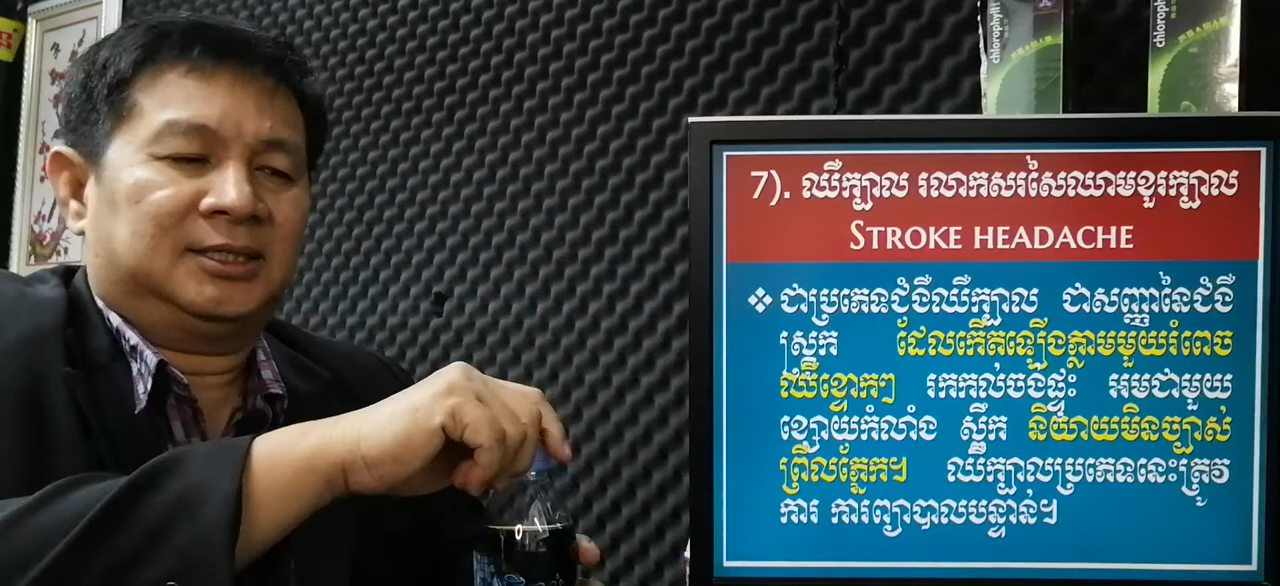 chlorophyll
chlorophyll
7). ឈឺក្បាល រលាកសរសៃឈាមខួរក្បាល
STROKE HEADACHE
❖ ជាប្រភេទជំងឺឈឺក្បាល ជាសញ្ញានៃជំងឺ
ស្ត្រូក ដែលកើតឡើងភ្លាមមួយរំពេច
ឈឺខ្ទោកៗ រកកល់ចង់ផ្ទុះ អមជាមួយ
ខ្សោយកំលាំង ស្ពឹក និយាយមិនច្បាស់
ព្រឹលភ្នែក។ ឈឺក្បាលប្រភេទនេះត្រូវ
ការ ការព្យាបាលបន្ទាន់។